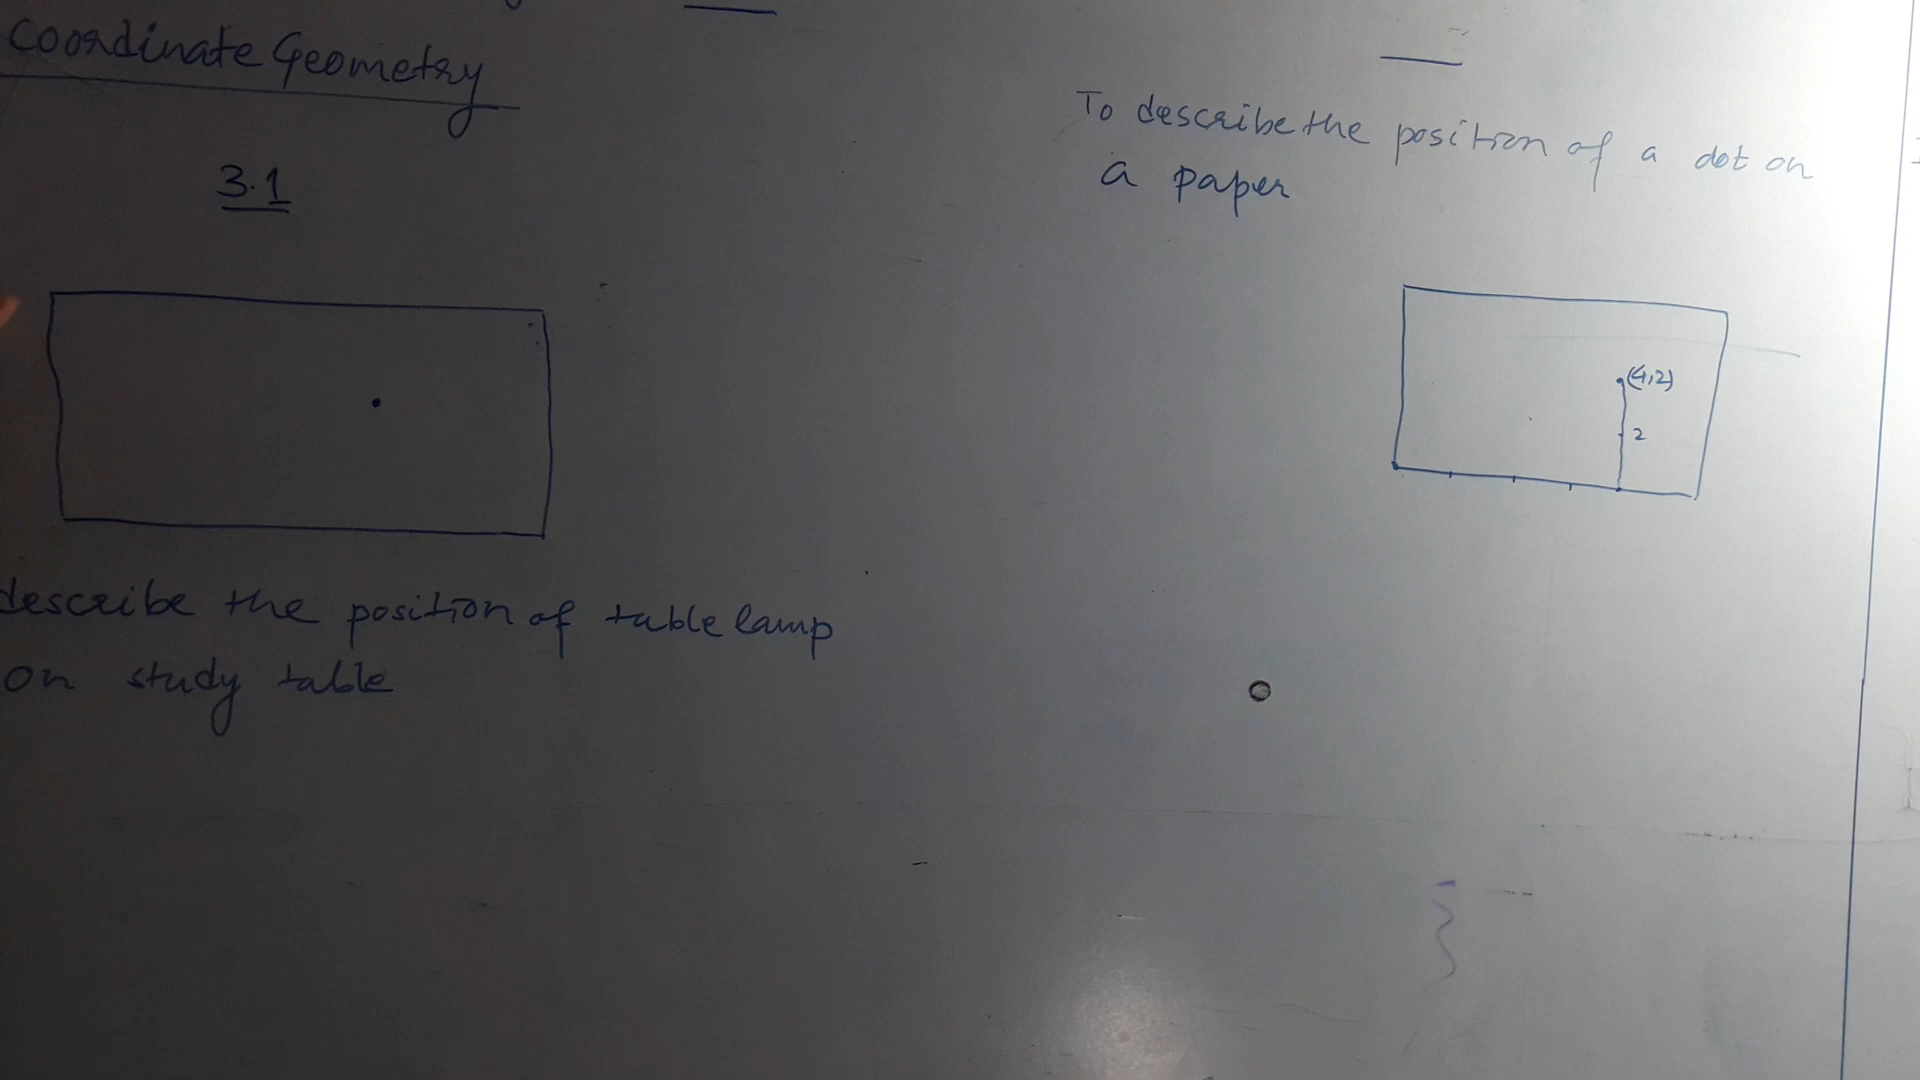 Coordinate Geometry
3.1
describe the position of table lamp
on study table
To describe the position of a dot on
a paper
(4,2)
2